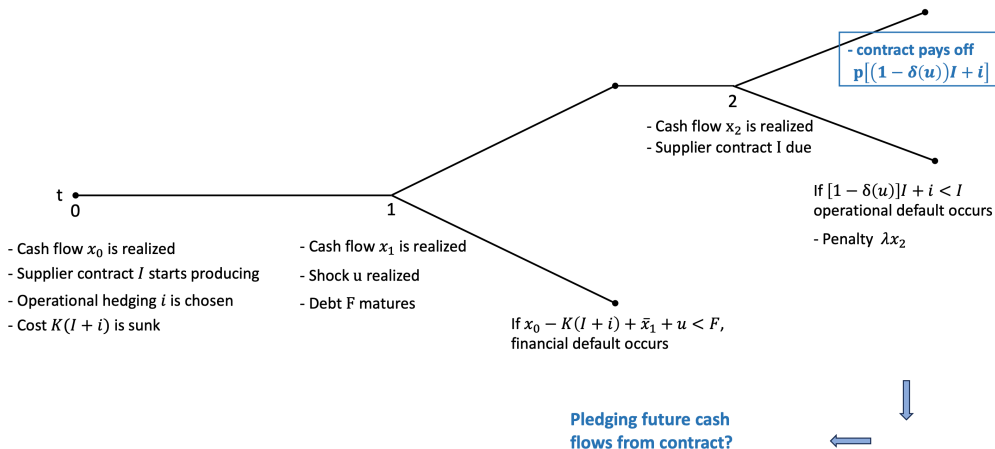 - contract pays off
p[(1 − δ(u))I + i]
2
- Cash flow x₂ is realized
- Supplier contract I due
t
0
1
If [1 − δ(u)]I + i < I
operational default occurs
- Penalty λx₂
- Cash flow x₀ is realized
- Supplier contract I starts producing
- Operational hedging i is chosen
- Cost K(I + i) is sunk
- Cash flow x₁ is realized
- Shock u realized
- Debt F matures
If x₀ − K(I + i) + x̄₁ + u < F,
financial default occurs
Pledging future cash
flows from contract?